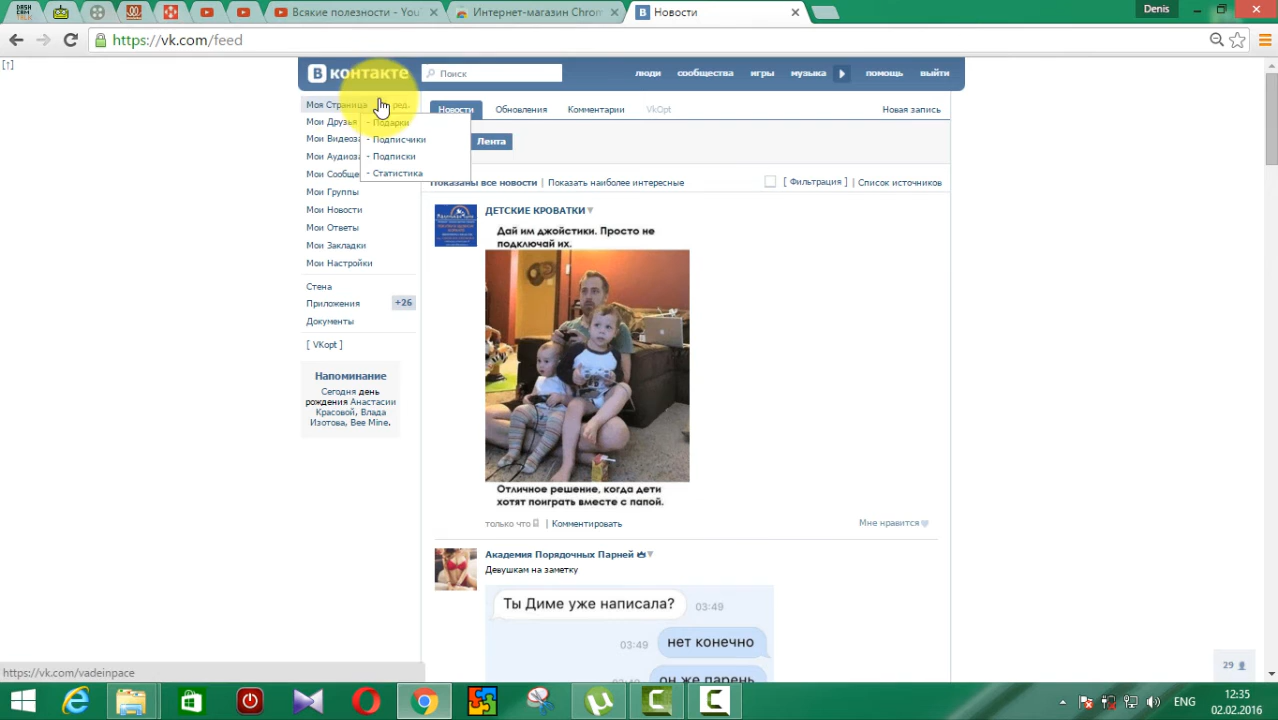 Всякие полезности - You
Интернет-магазин Chrom
Новости
Denis
https://vk.com/feed
[↑]
В контакте
Поиск
люди
сообщества
игры
музыка
помощь
выйти
Моя Страница
ред.
Мои Друзья
Мои Видеоза
Мои Аудиоза
Мои Сообще
Мои Группы
Мои Новости
Мои Ответы
Мои Закладки
Мои Настройки
Стена
Приложения
+26
Документы
[ VKopt ]
- Подарки
- Подписчики
- Подписки
- Статистика
Напоминание
Сегодня день
рождения Анастасии
Красовой, Влада
Изотова, Bee Mine.
Новости
Обновления
Комментарии
VkOpt
Новая запись
Лента
Показаны все новости | Показать наиболее интересные
[ Фильтрация ] | Список источников
ДЕТСКИЕ КРОВАТКИ
Дай им джойстики. Просто не
подключай их.
Отличное решение, когда дети
хотят поиграть вместе с папой.
только что | Комментировать
Мне нравится
Академия Порядочных Парней
Девушкам на заметку
Ты Диме уже написала?
03:49
03:49
нет конечно
он же парень
29
https://vk.com/vadeinpace
ENG
12:35
02.02.2016